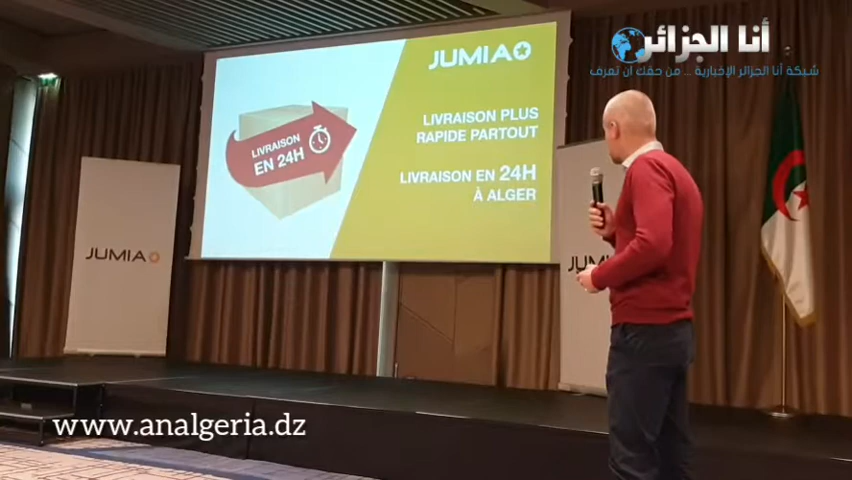 أنا الجزائر
شبكة أنا الجزائر الإخبارية ... من حقك ان تعرف
JUMIA
LIVRAISON PLUS
RAPIDE PARTOUT
LIVRAISON EN 24H
À ALGER
LIVRAISON
EN 24H
JUMIA
JUMIA
www.analgeria.dz